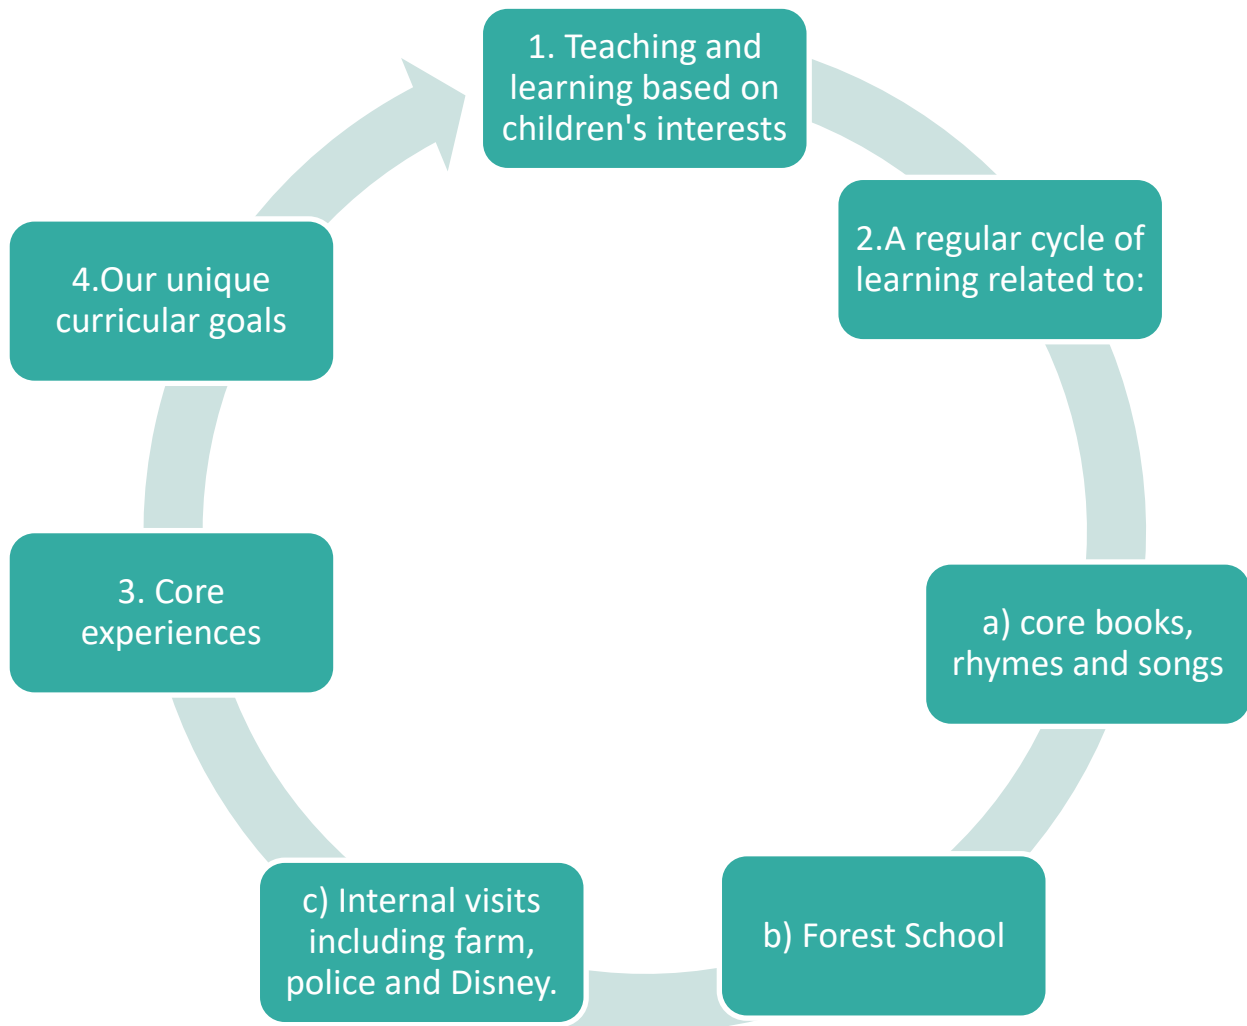 1. Teaching and
learning based on
children's interests
2.A regular cycle of
learning related to:
a) core books,
rhymes and songs
b) Forest School
c) Internal visits
including farm,
police and Disney.
3. Core
experiences
4.Our unique
curricular goals